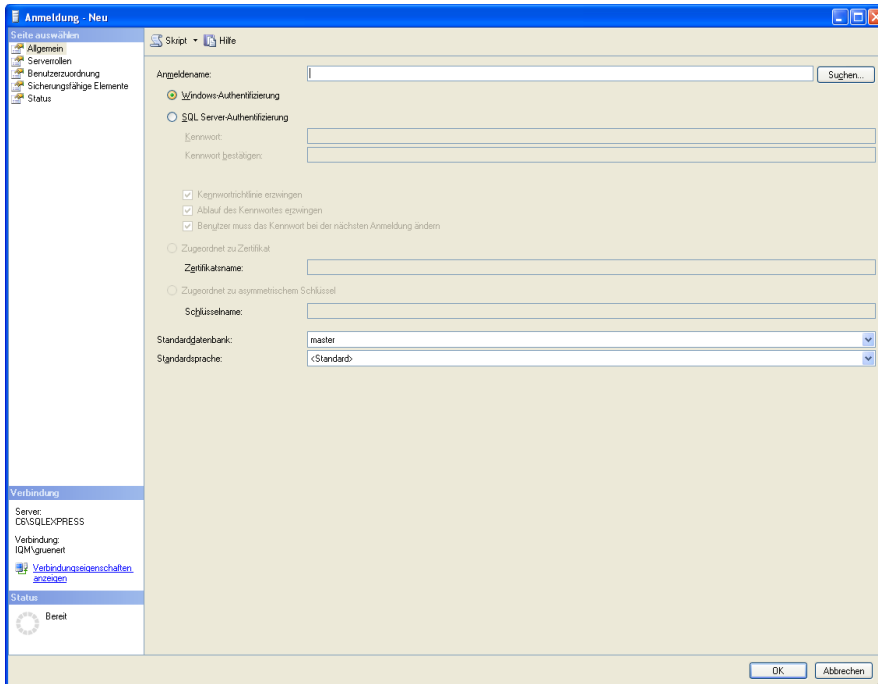 Anmeldung - Neu
Seite auswählen
Allgemein
Serverrollen
Benutzerzuordnung
Sicherungsfähige Elemente
Status
Verbindung
Server:
C6\SQLEXPRESS
Verbindung:
IQM\gruenert
Verbindungseigenschaften
anzeigen
Status
Bereit
Skript Hilfe
Anmeldename: Suchen...
Windows-Authentifizierung
SQL Server-Authentifizierung
Kennwort:
Kennwort bestätigen:
Kennwortrichtlinie erzwingen
Ablauf des Kennwortes erzwingen
Benutzer muss das Kennwort bei der nächsten Anmeldung ändern
Zugeordnet zu Zertifikat
Zertifikatsname:
Zugeordnet zu asymmetrischem Schlüssel
Schlüsselname:
Standarddatenbank: master
Standardsprache: <Standard>
OK Abbrechen